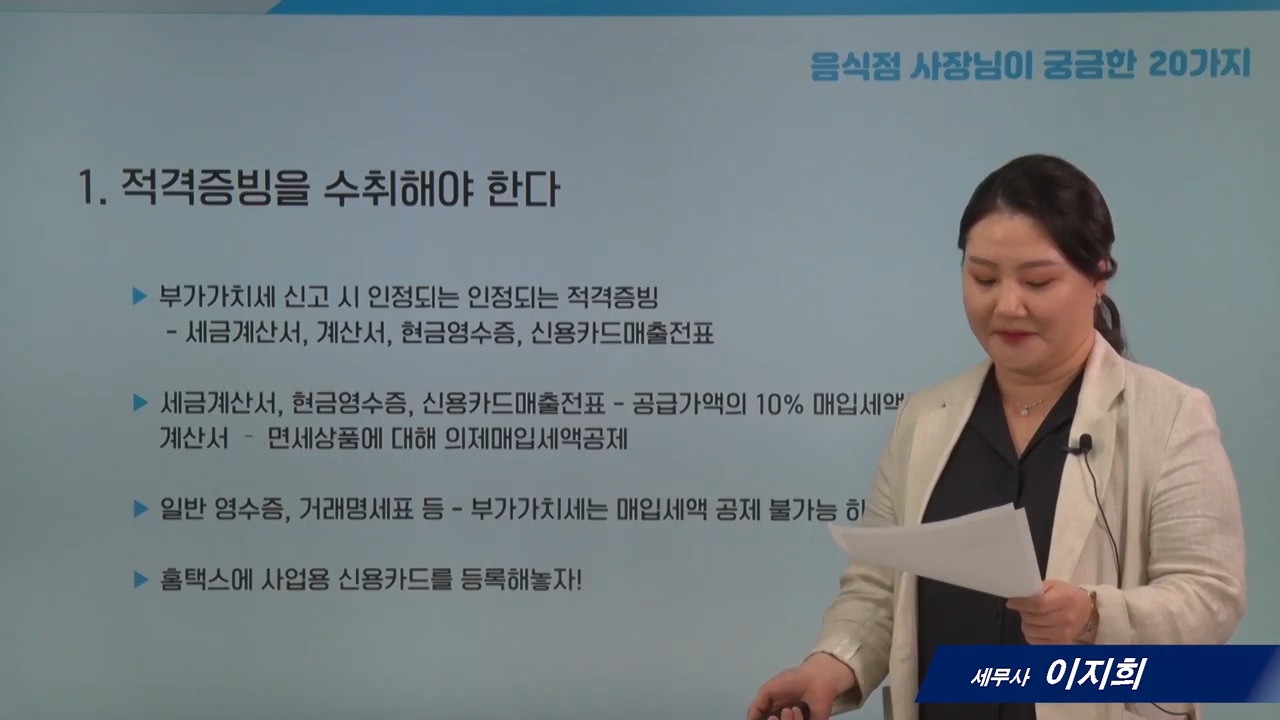 음식점 사장님이 궁금한 20가지
1. 적격증빙을 수취해야 한다
▶ 부가가치세 신고 시 인정되는 인정되는 적격증빙
- 세금계산서, 계산서, 현금영수증, 신용카드매출전표
▶ 세금계산서, 현금영수증, 신용카드매출전표 - 공급가액의 10% 매입세액
계산서 - 면세상품에 대해 의제매입세액공제
▶ 일반 영수증, 거래명세표 등 - 부가가치세는 매입세액 공제 불가능 하
▶ 홈택스에 사업용 신용카드를 등록해놓자!
세무사 이지희